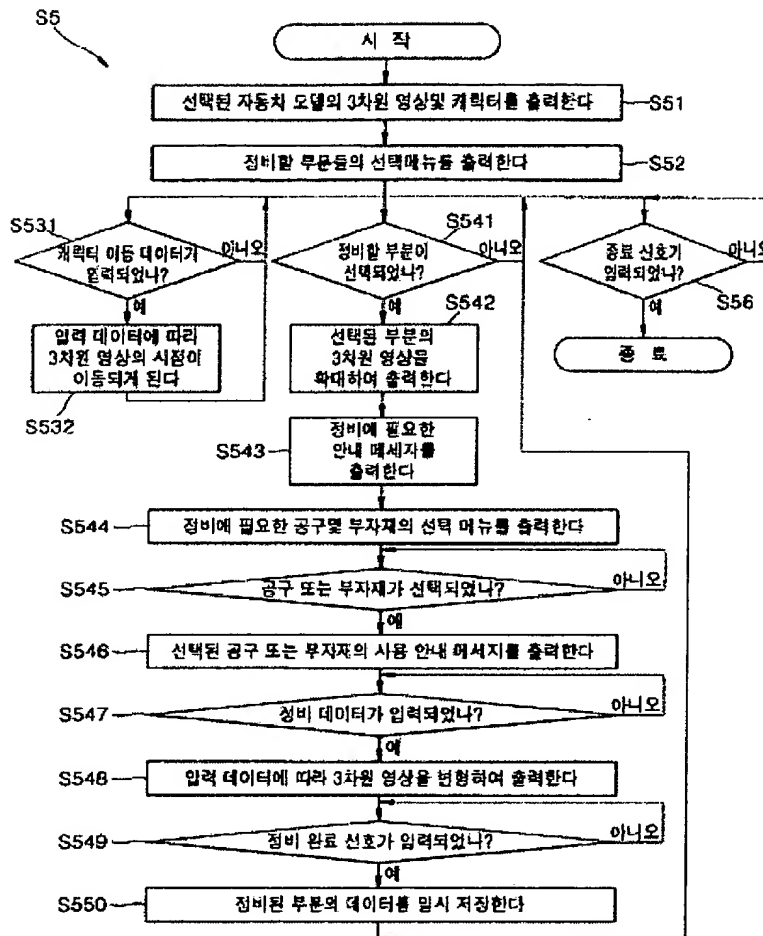 S5
시 작
선택된 자동차 모델의 3차원 영상및 캐릭터를 출력한다
S51
정비할 부분들의 선택메뉴를 출력한다
S52
S531
캐릭터 이동 데이터가
입력되었나?
아니오
예
입력 데이터에 따라
3차원 영상의 시점이
이동되게 된다
S532
S541
정비할 부분이
선택되었나?
아니오
예
S542
선택된 부분의
3차원 영상을
확대하여 출력한다
종료 신호가
입력되었나?
아니오
예
S56
종 료
S543
정비에 필요한
안내 메세지를
출력한다
S544
정비에 필요한 공구및 부자재의 선택 메뉴를 출력한다
S545
공구 또는 부자재가 선택되었나?
아니오
예
S546
선택된 공구 또는 부자재의 사용 안내 메세지를 출력한다
S547
정비 데이터가 입력되었나?
아니오
예
S548
입력 데이터에 따라 3차원 영상을 변형하여 출력한다
S549
정비 완료 신호가 입력되었나?
아니오
예
S550
정비된 부분의 데이터를 일시 저장한다